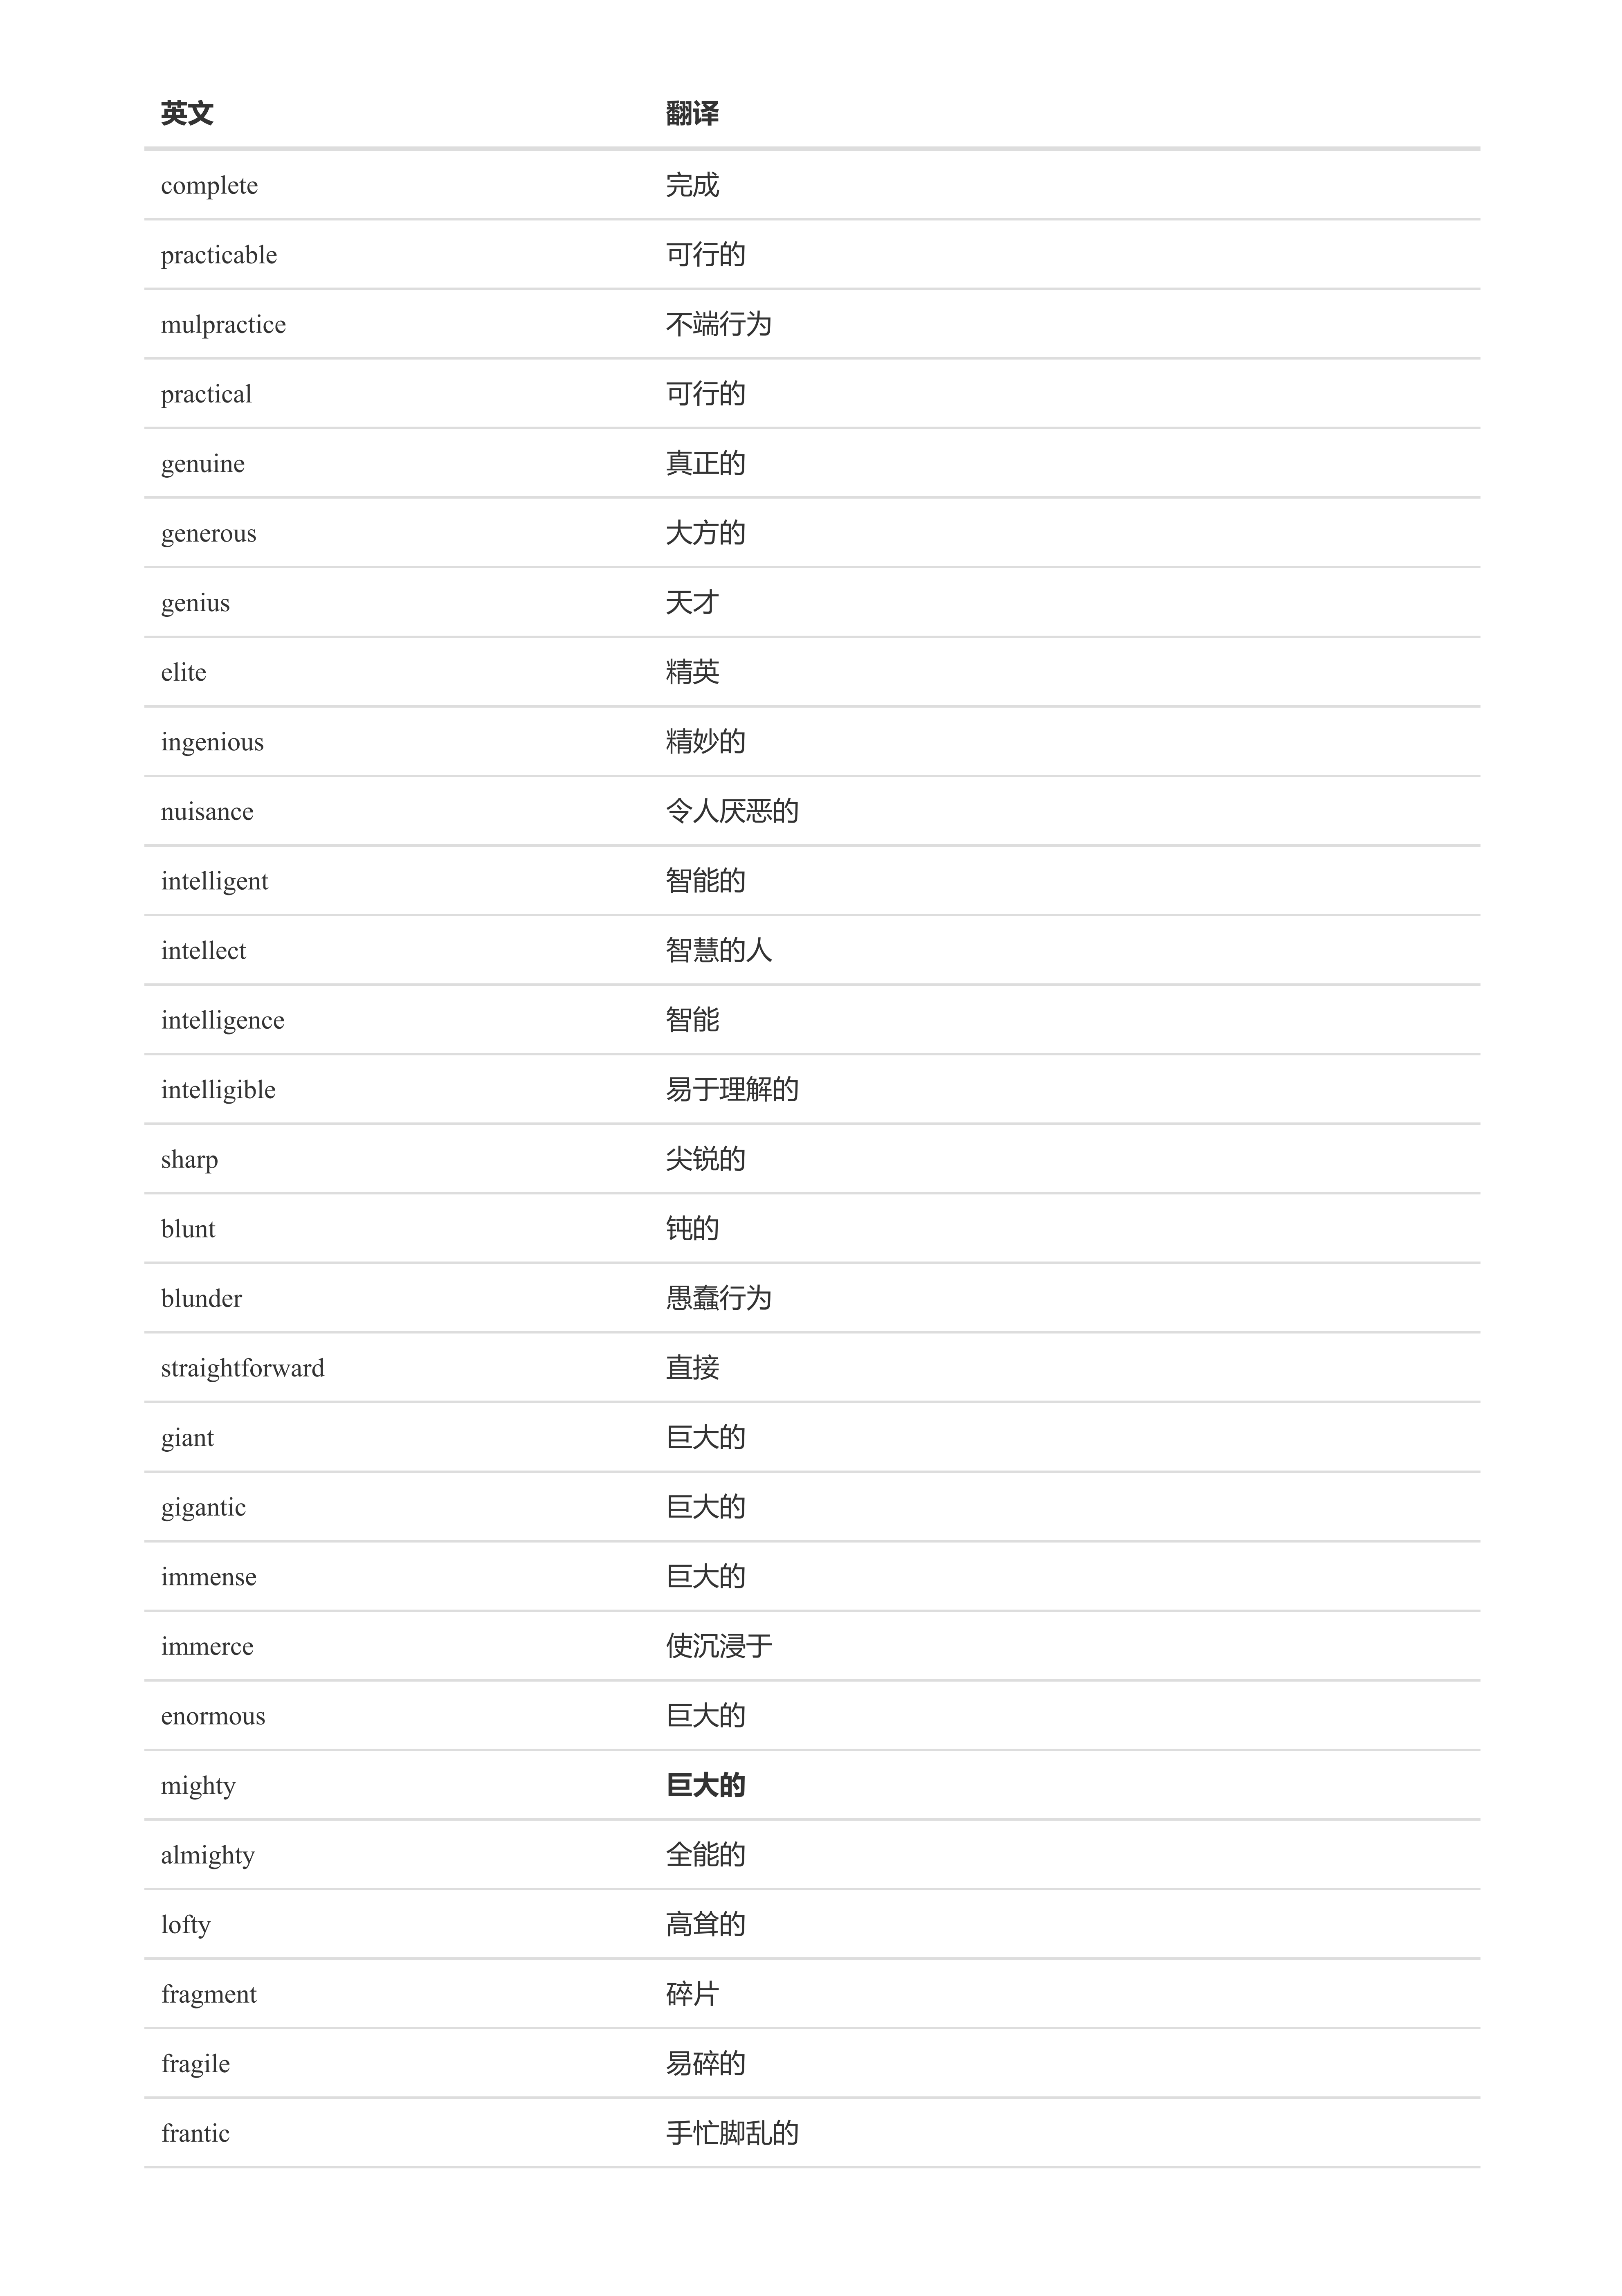 英文 翻译
complete 完成
practicable 可行的
mulpractice 不端行为
practical 可行的
genuine 真正的
generous 大方的
genius 天才
elite 精英
ingenious 精妙的
nuisance 令人厌恶的
intelligent 智能的
intellect 智慧的人
intelligence 智能
intelligible 易于理解的
sharp 尖锐的
blunt 钝的
blunder 愚蠢行为
straightforward 直接
giant 巨大的
gigantic 巨大的
immense 巨大的
immerce 使沉浸于
enormous 巨大的
mighty 巨大的
almighty 全能的
lofty 高耸的
fragment 碎片
fragile 易碎的
frantic 手忙脚乱的